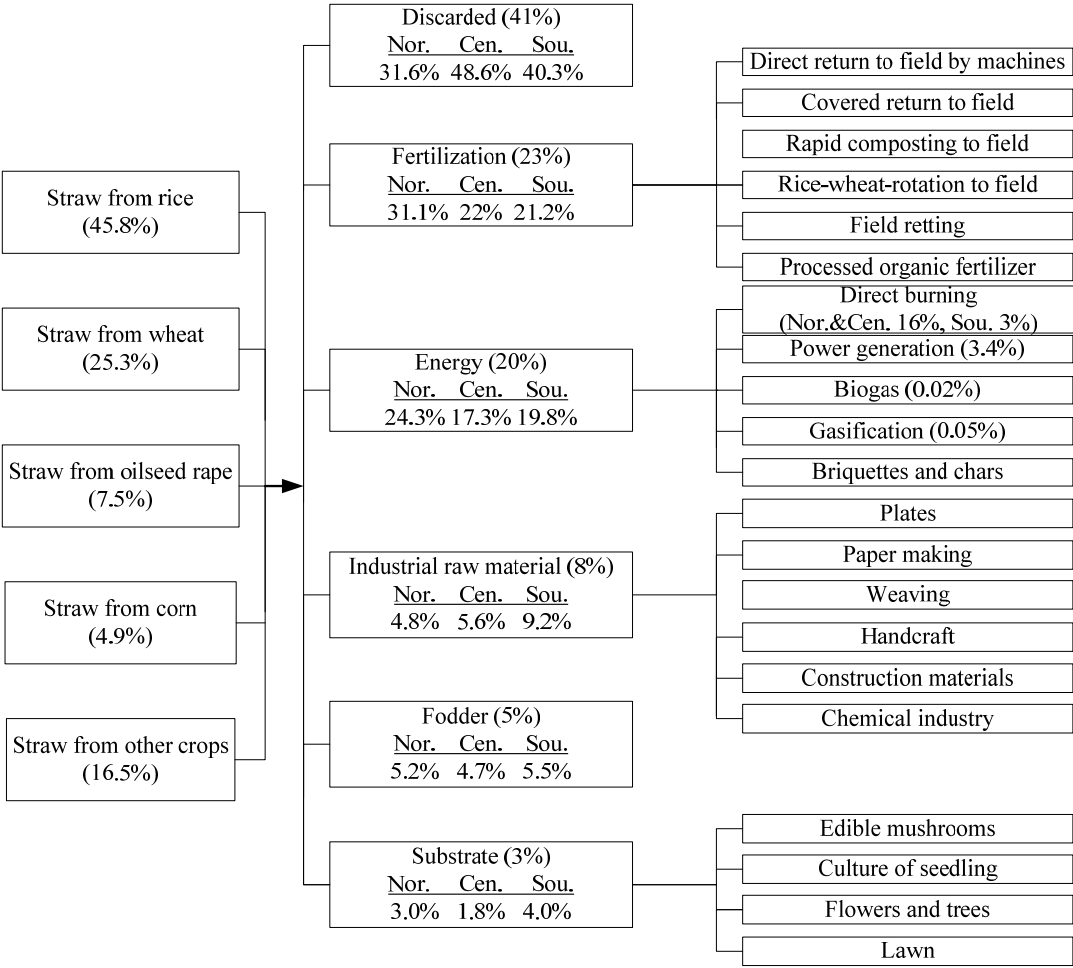 Straw from rice
(45.8%)
Straw from wheat
(25.3%)
Straw from oilseed rape
(7.5%)
Straw from corn
(4.9%)
Straw from other crops
(16.5%)
Discarded (41%)
Nor. Cen. Sou.
31.6% 48.6% 40.3%
Fertilization (23%)
Nor. Cen. Sou.
31.1% 22% 21.2%
Energy (20%)
Nor. Cen. Sou.
24.3% 17.3% 19.8%
Industrial raw material (8%)
Nor. Cen. Sou.
4.8% 5.6% 9.2%
Fodder (5%)
Nor. Cen. Sou.
5.2% 4.7% 5.5%
Substrate (3%)
Nor. Cen. Sou.
3.0% 1.8% 4.0%
Direct return to field by machines
Covered return to field
Rapid composting to field
Rice-wheat-rotation to field
Field retting
Processed organic fertilizer
Direct burning
(Nor.&Cen. 16%, Sou. 3%)
Power generation (3.4%)
Biogas (0.02%)
Gasification (0.05%)
Briquettes and chars
Plates
Paper making
Weaving
Handcraft
Construction materials
Chemical industry
Edible mushrooms
Culture of seedling
Flowers and trees
Lawn